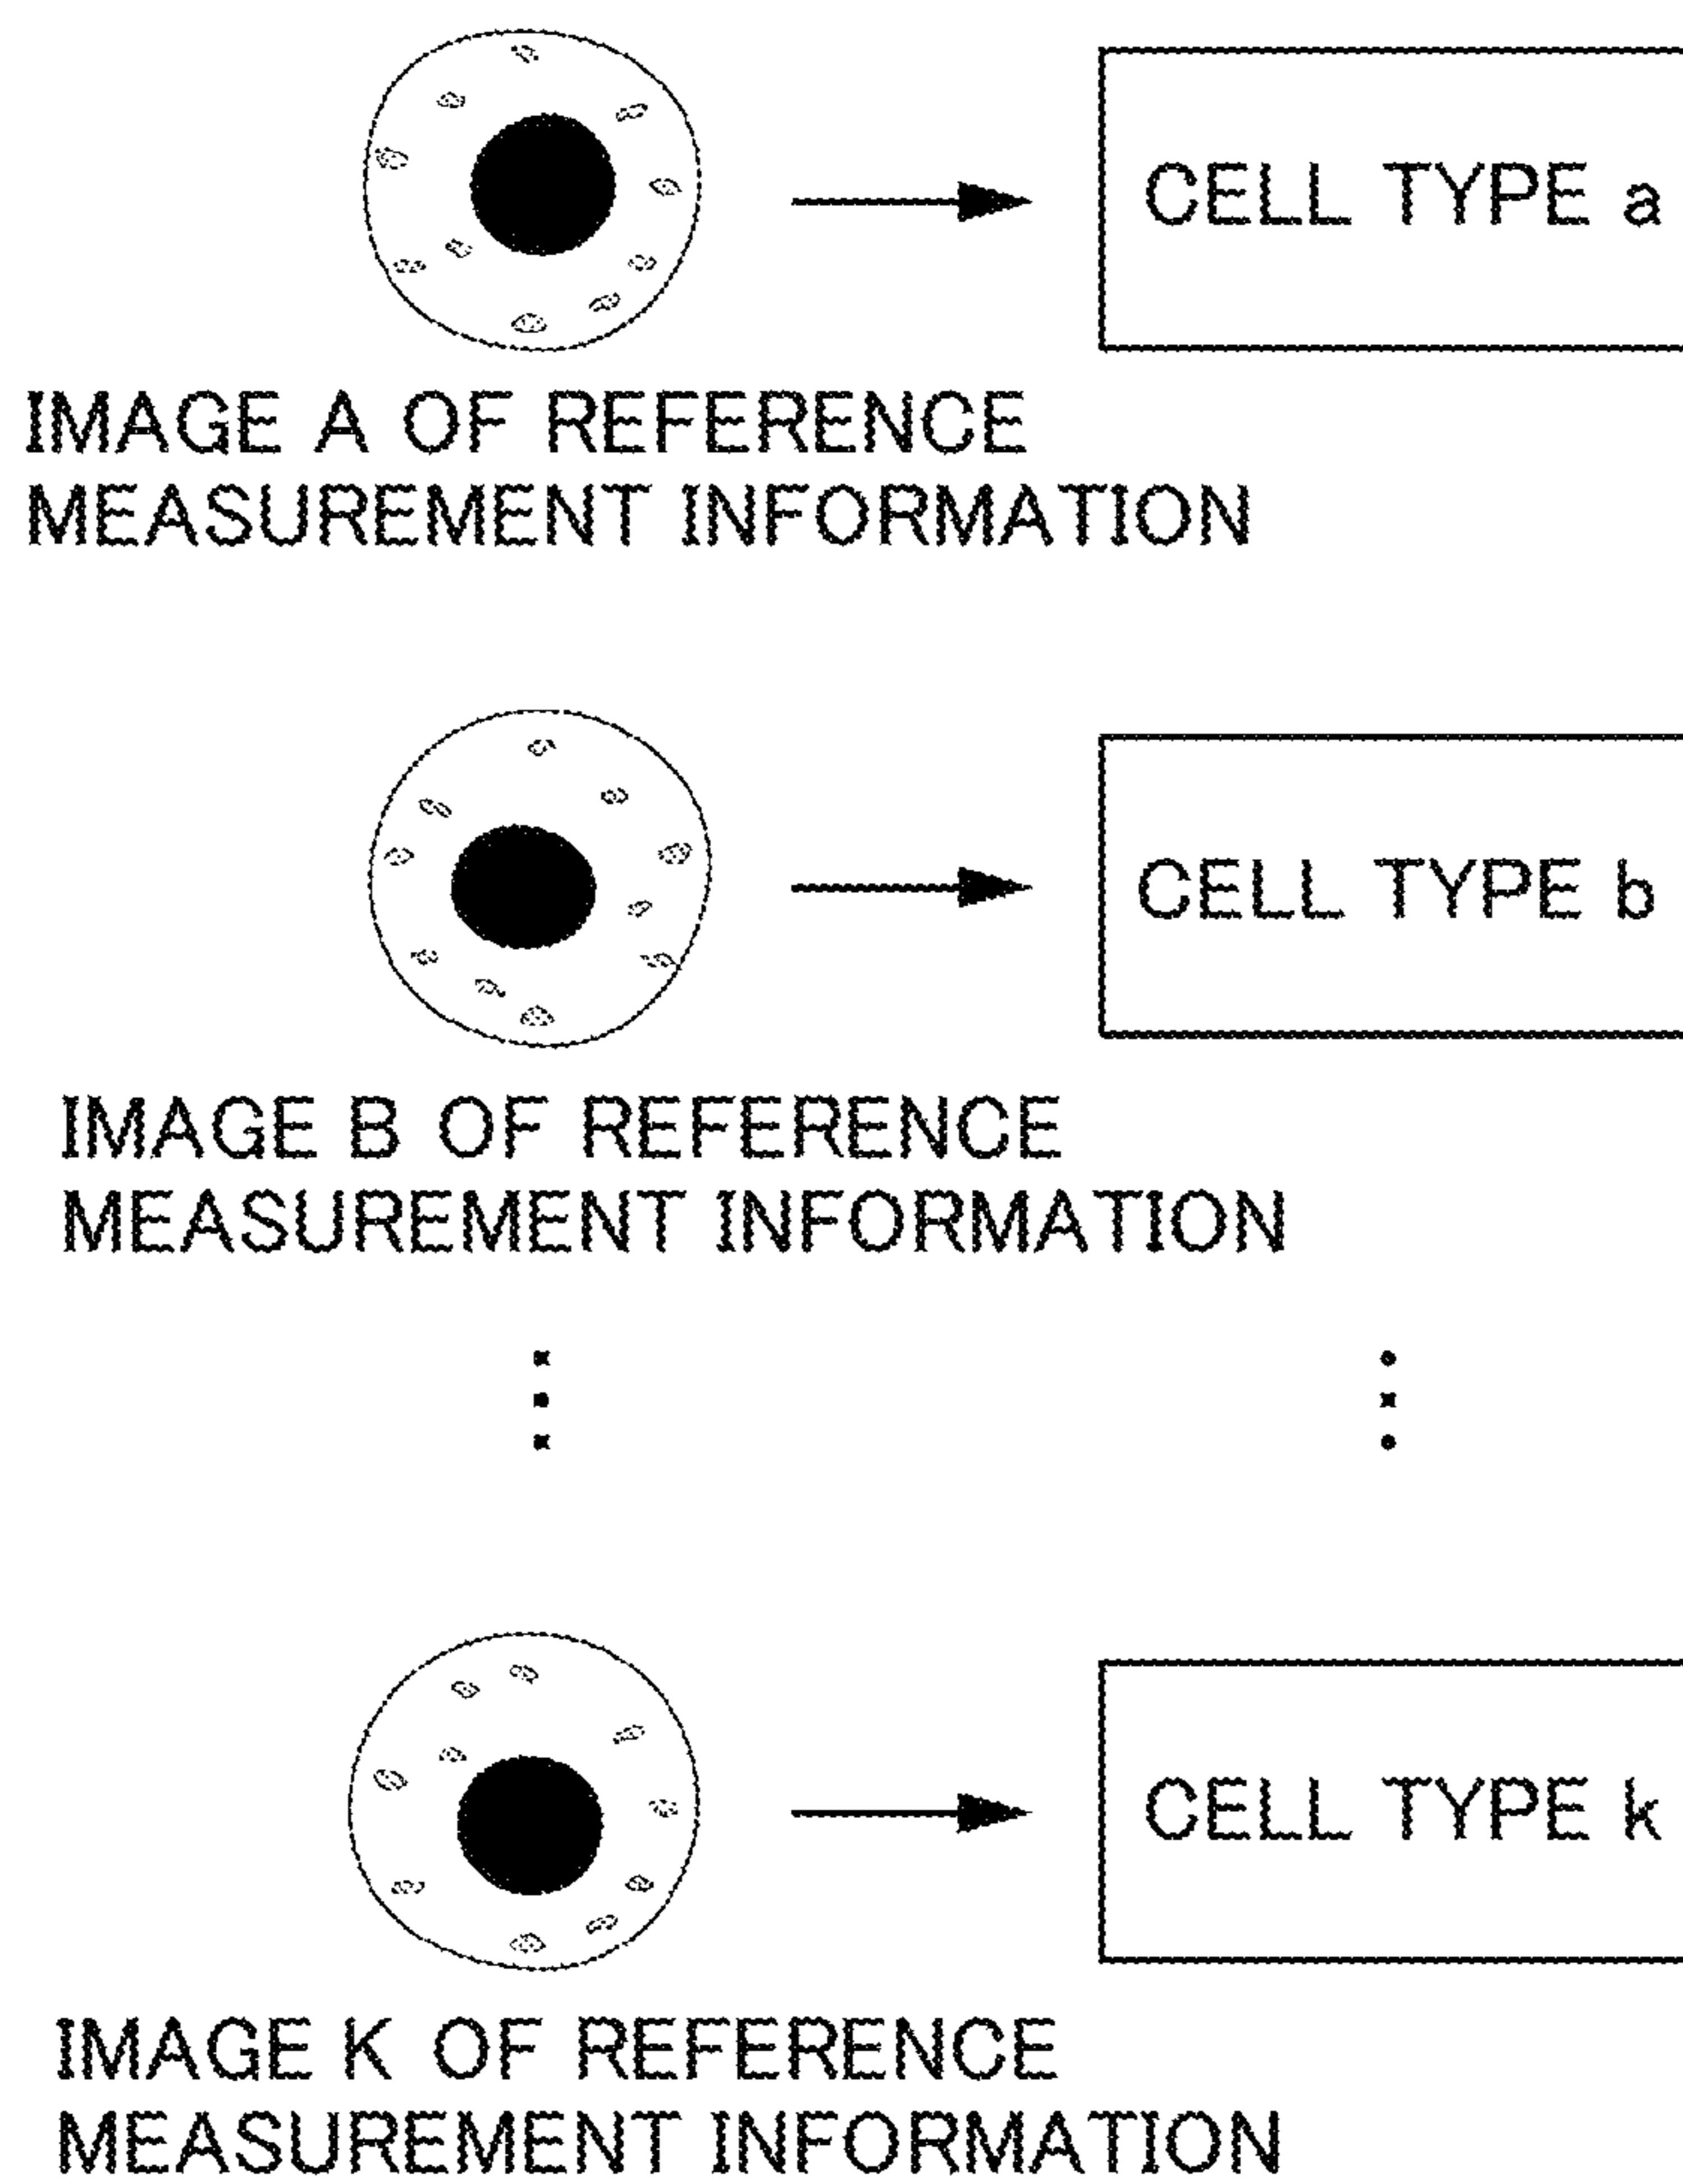 CELL TYPE a
IMAGE A OF REFERENCE
MEASUREMENT INFORMATION
CELL TYPE b
IMAGE B OF REFERENCE
MEASUREMENT INFORMATION
CELL TYPE k
IMAGE K OF REFERENCE
MEASUREMENT INFORMATION